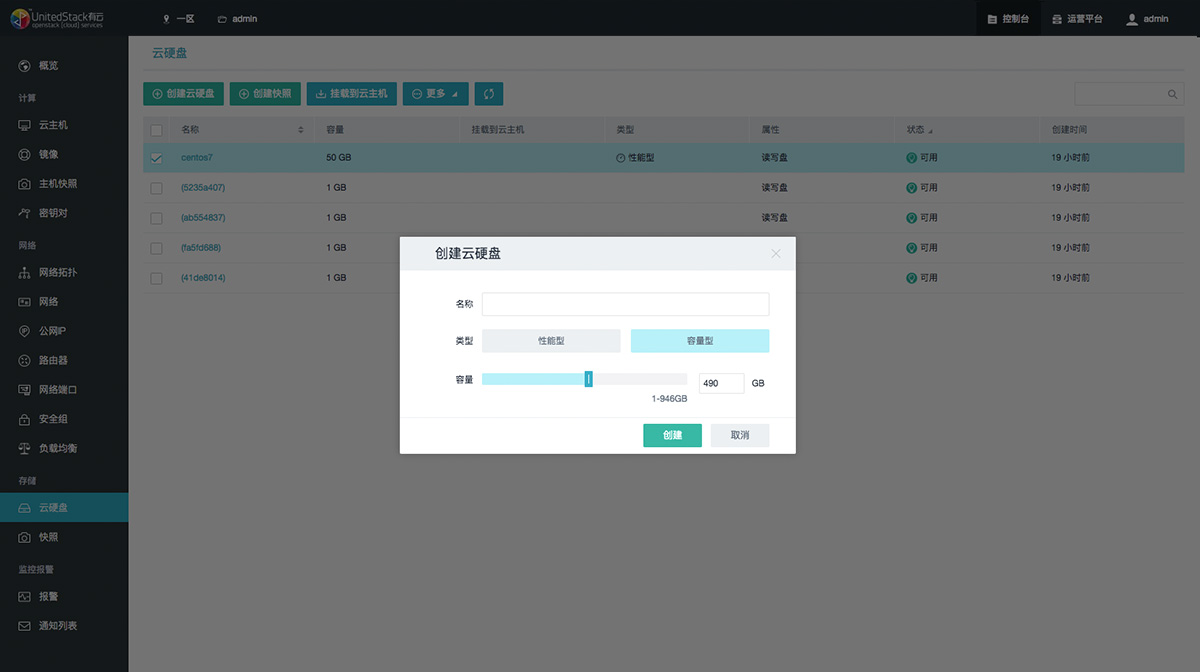 UnitedStack有云
openstack [cloud] services
一区
admin
控制台
运营平台
admin
概览
计算
云主机
镜像
主机快照
密钥对
网络
网络拓扑
网络
公网IP
路由器
网络端口
安全组
负载均衡
存储
云硬盘
快照
监控报警
报警
通知列表
云硬盘
创建云硬盘 创建快照 挂载到云主机 更多
名称 容量 挂载到云主机 类型 属性 状态 创建时间
centos7 50 GB 性能型 读写盘 可用 19 小时前
(5235a407) 1 GB 读写盘 可用 19 小时前
(ab554837) 1 GB 读写盘 可用 19 小时前
(fa5fd688) 1 GB 可用 19 小时前
(41de8014) 1 GB 可用 19 小时前
创建云硬盘
名称
类型 性能型 容量型
容量 490 GB
1-946GB
创建 取消